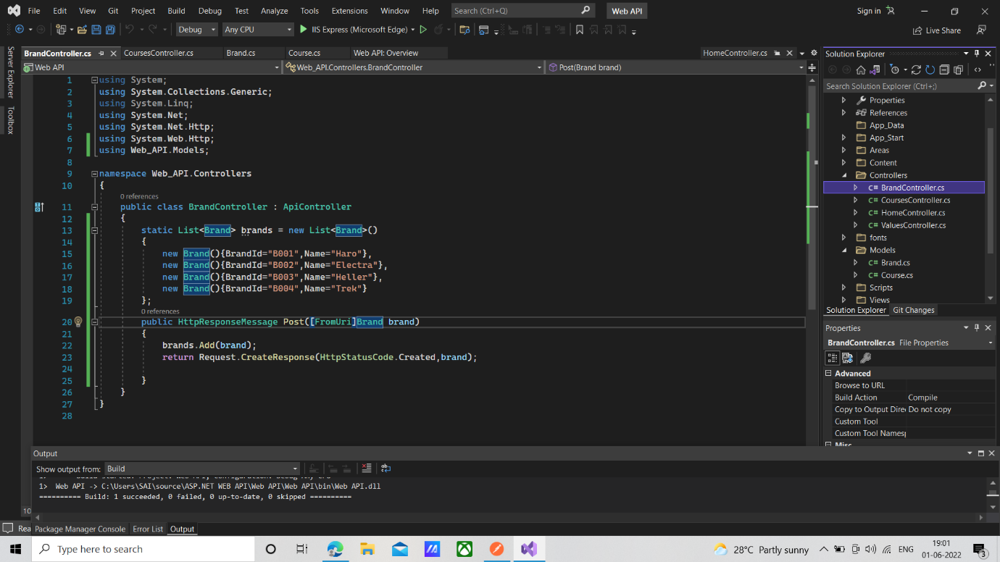 File Edit View Git Project Build Debug Test Analyze Tools Extensions Window Help Search (Ctrl+Q) Web API Sign in
Debug Any CPU IIS Express (Microsoft Edge) Live Share
Server Explorer
Toolbox
BrandController.cs CoursesController.cs Brand.cs Course.cs Web API: Overview HomeController.cs
Web API Web_API.Controllers.BrandController Post(Brand brand)
1 using System;
2 using System.Collections.Generic;
3 using System.Linq;
4 using System.Net;
5 using System.Net.Http;
6 using System.Web.Http;
7 using Web_API.Models;
8
9 namespace Web_API.Controllers
10 {
0 references
11 public class BrandController : ApiController
12 {
13 static List<Brand> brands = new List<Brand>()
14 {
15 new Brand(){BrandId="B001",Name="Haro"},
16 new Brand(){BrandId="B002",Name="Electra"},
17 new Brand(){BrandId="B003",Name="Heller"},
18 new Brand(){BrandId="B004",Name="Trek"}
19 };
0 references
20 public HttpResponseMessage Post([FromUri]Brand brand)
21 {
22 brands.Add(brand);
23 return Request.CreateResponse(HttpStatusCode.Created,brand);
24
25 }
26 }
27 }
28
Solution Explorer
Search Solution Explorer (Ctrl+;)
Properties
References
App_Data
App_Start
Areas
Content
Controllers
C# BrandController.cs
C# CoursesController.cs
C# HomeController.cs
C# ValuesController.cs
fonts
Models
C# Brand.cs
C# Course.cs
Scripts
Views
Solution Explorer Git Changes
Properties
BrandController.cs File Properties
Advanced
Browse to URL
Build Action Compile
Copy to Output Dire Do not copy
Custom Tool
Custom Tool Namesp
Misc
Output
Show output from: Build
1> Web API -> C:\Users\SAI\source\ASP.NET WEB API\Web API\Web API\bin\Web API.dll
========== Build: 1 succeeded, 0 failed, 0 up-to-date, 0 skipped ==========
10
Rea Package Manager Console Error List Output
Type here to search 28°C Partly sunny ENG 19:01
01-06-2022 3